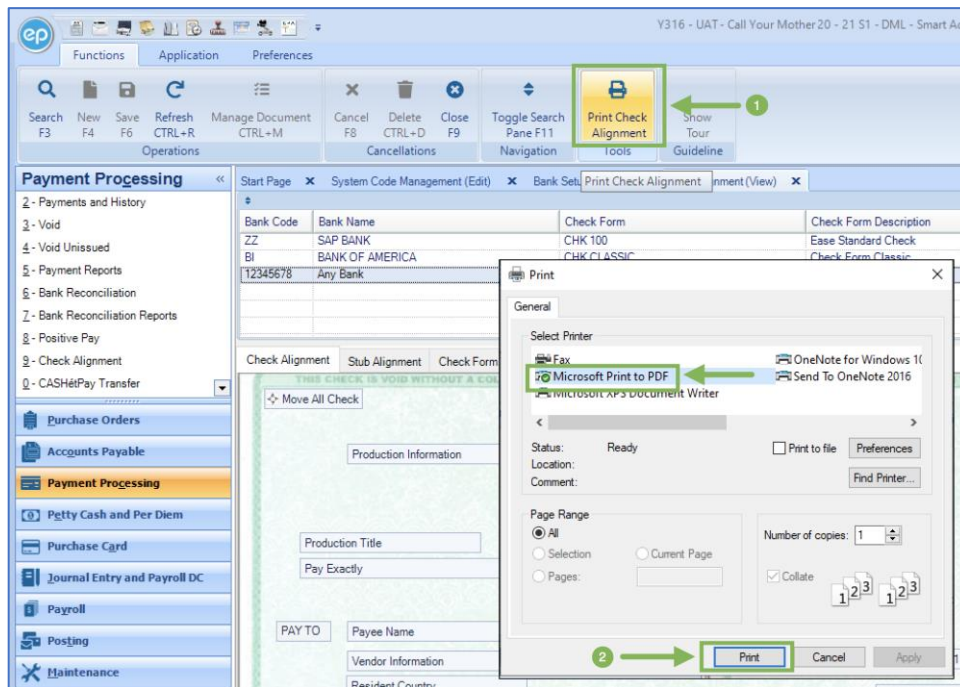 Y316 - UAT - Call Your Mother 20 - 21 S1 - DML - Smart Ac
ep
Functions Application Preferences
Search New Save Refresh Manage Document Cancel Delete Close Toggle Search Print Check Show
F3 F4 F6 CTRL+R CTRL+M F8 CTRL+D F9 Pane F11 Alignment Tour
Operations Cancellations Navigation Tools Guideline
1
Payment Processing «
Start Page X System Code Management (Edit) X Bank Setu Print Check Alignment nment (View) X
2 - Payments and History
3 - Void
4 - Void Unissued
5 - Payment Reports
6 - Bank Reconciliation
7 - Bank Reconciliation Reports
8 - Positive Pay
9 - Check Alignment
0 - CASHétPay Transfer
Purchase Orders
Accounts Payable
Payment Processing
Petty Cash and Per Diem
Purchase Card
Journal Entry and Payroll DC
Payroll
Posting
Maintenance
Bank Code Bank Name Check Form Check Form Description
ZZ SAP BANK CHK 100 Ease Standard Check
BI BANK OF AMERICA CHK CLASSIC Check Form Classic
12345678 Any Bank
Check Alignment Stub Alignment Check Form
THIS CHECK IS VOID WITHOUT A COL
Move All Check
Production Information
Production Title
Pay Exactly
PAY TO Payee Name
Vendor Information
Resident Country
Print
General
Select Printer
Fax OneNote for Windows 10
Microsoft Print to PDF Send To OneNote 2016
Microsoft XPS Document Writer
Status: Ready Print to file Preferences
Location:
Comment: Find Printer...
Page Range
All Number of copies: 1
Selection Current Page
Pages: Collate
1 2 3 1 2 3
2 Print Cancel Apply